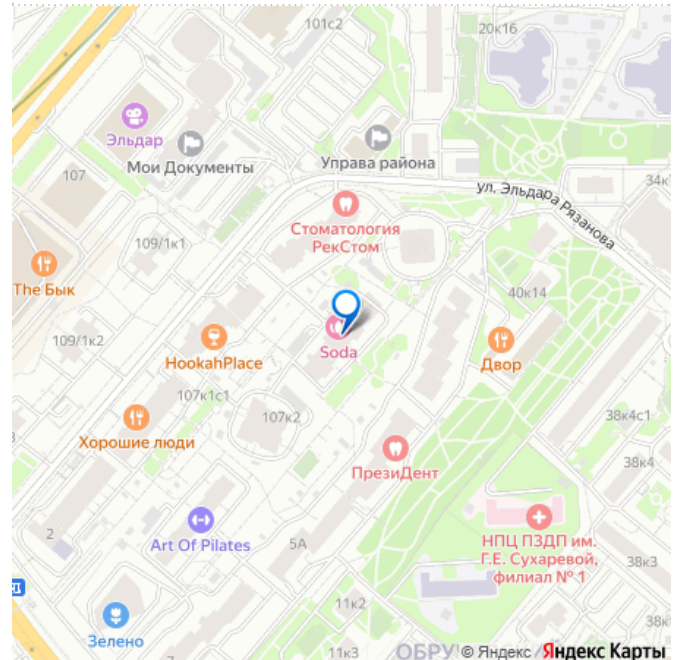 101с2
20к16
Эльдар
Мои Документы
Управа района
107
ул. Эльдара Рязанова
34к
Стоматология
РекСтом
109/1к1
The Бык
40к14
109/1к2
HookahPlace
Soda
Двор
107к1с1
107к2
38к4с1
Хорошие люди
38к4
ПрезиДент
2
Art Of Pilates
5А
НПЦ ПЗДП им.
Г.Е. Сухаревой,
филиал № 1
38к3
11к2
Зелено
38к
11к3
ОБРУ
© Яндекс Яндекс Карты